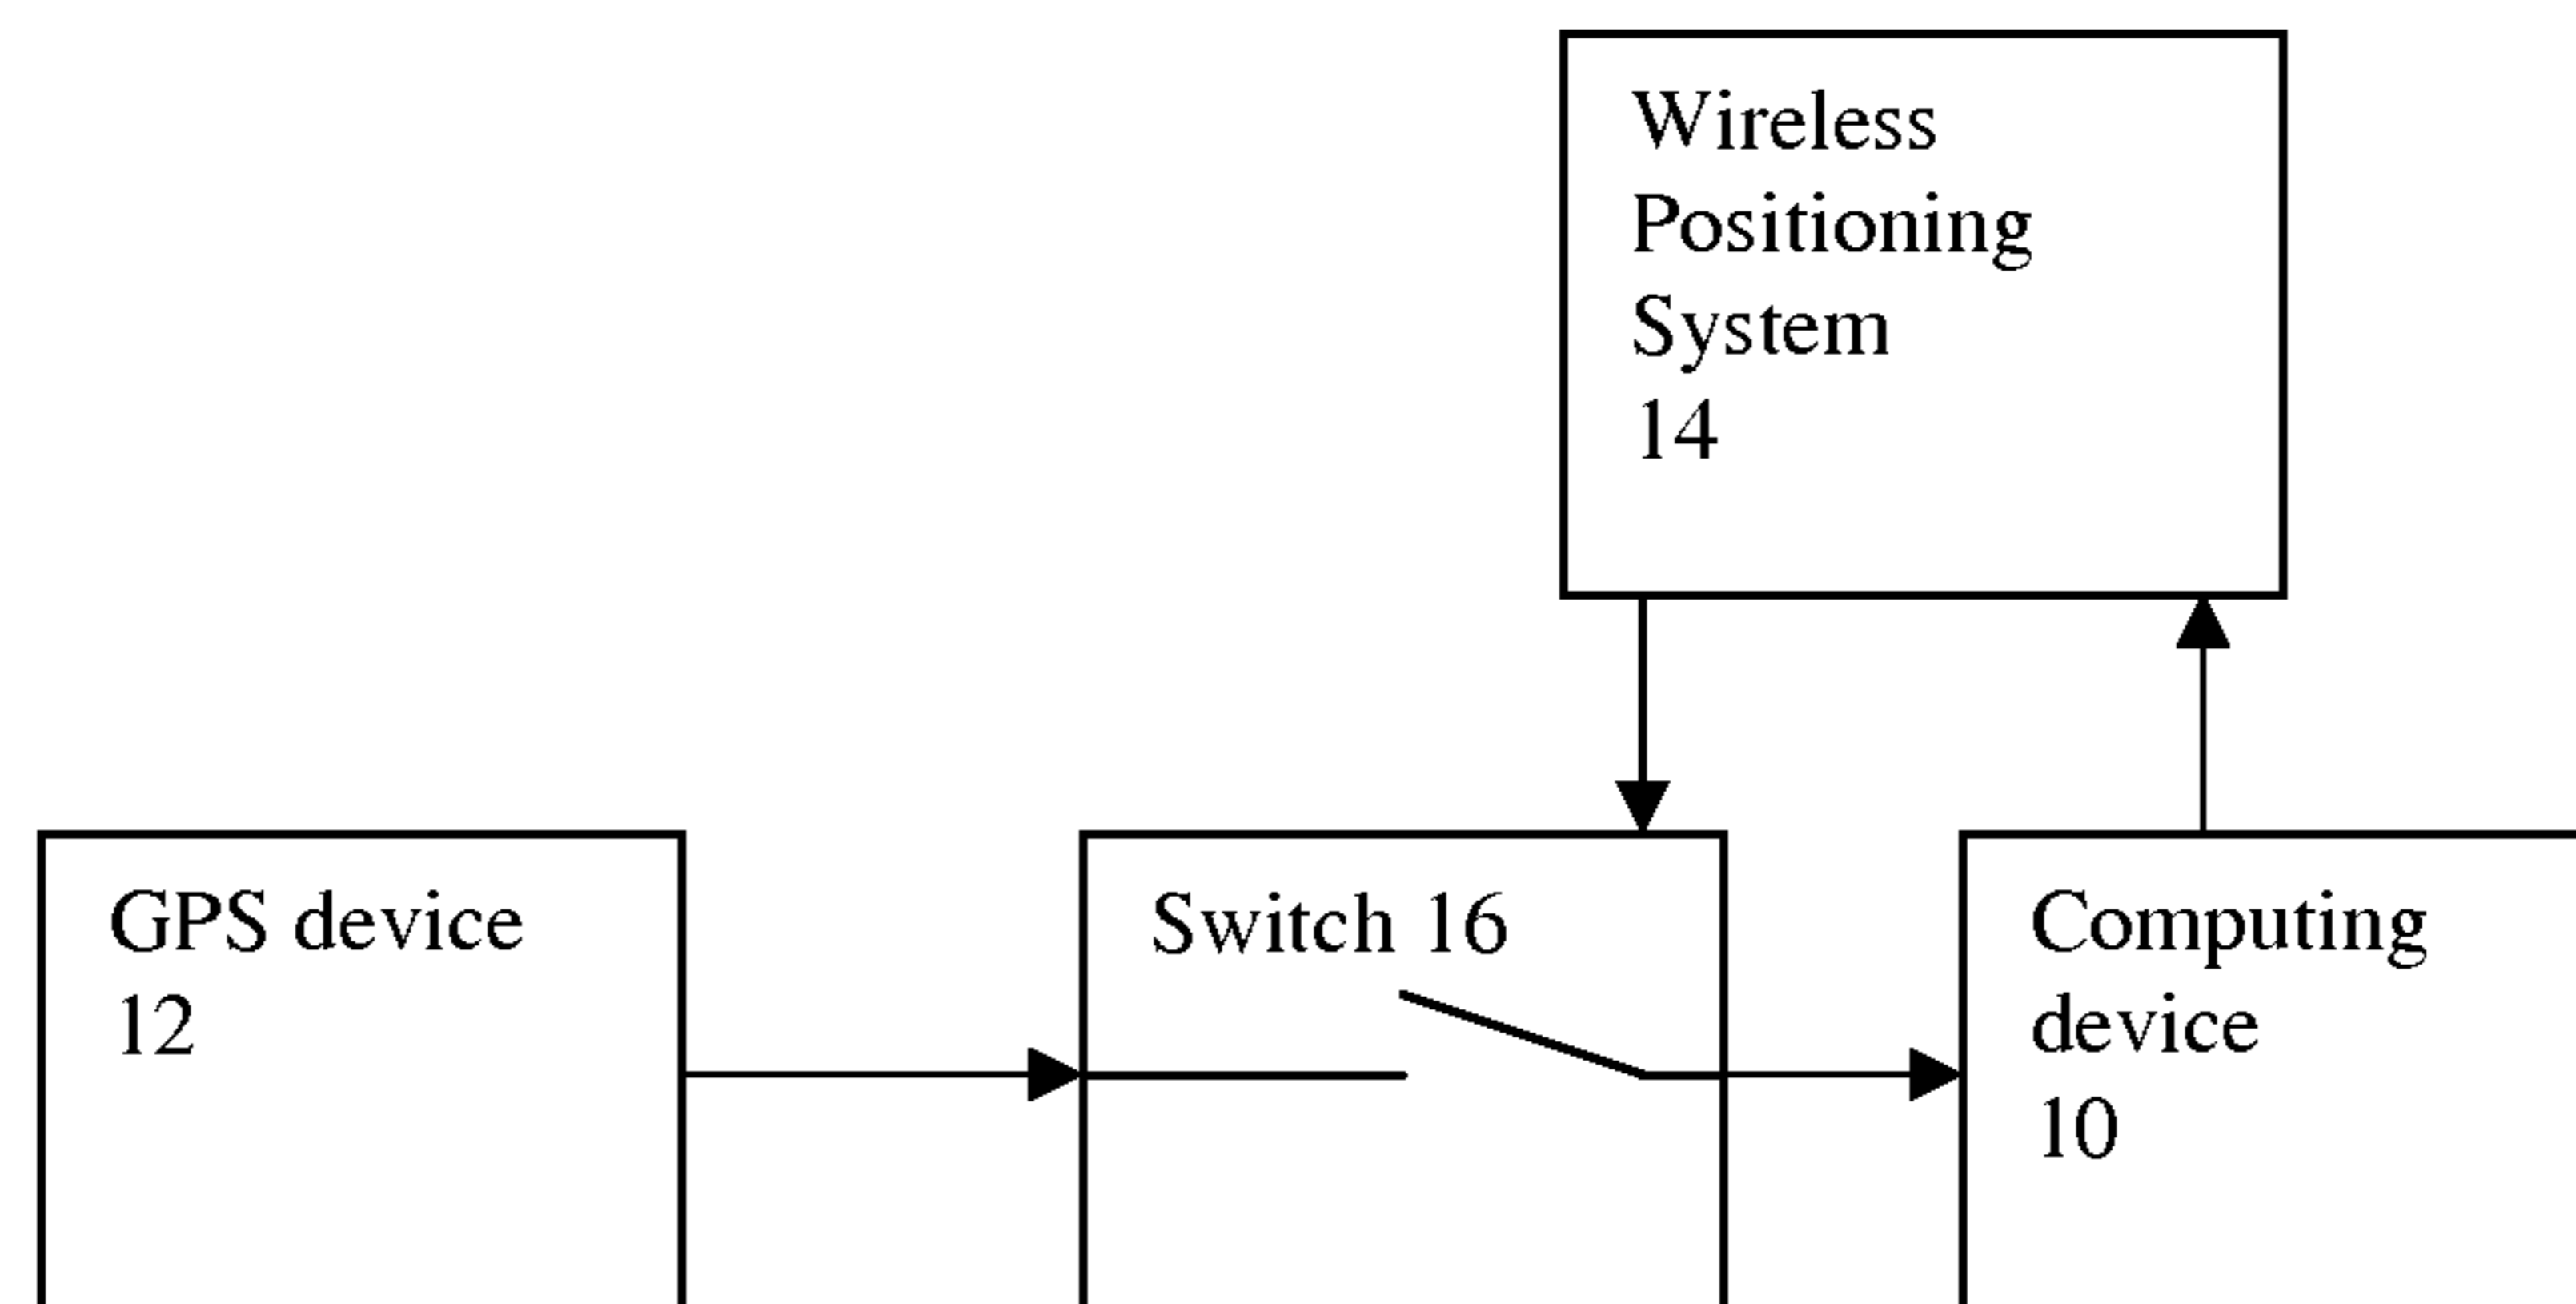 Wireless
Positioning
System
14
GPS device
12
Switch 16
Computing
device
10